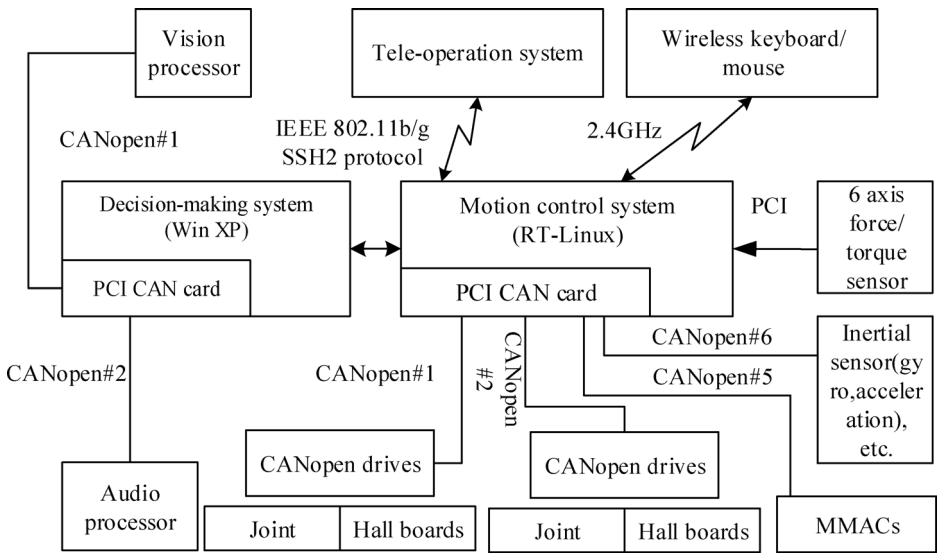 Vision
processor
Tele-operation system
Wireless keyboard/
mouse
CANopen#1
IEEE 802.11b/g
SSH2 protocol
2.4GHz
Decision-making system
(Win XP)
PCI CAN card
Motion control system
(RT-Linux)
PCI CAN card
PCI
6 axis
force/
torque
sensor
CANopen#2
CANopen#1
CANopen
#2
CANopen#6
CANopen#5
Inertial
sensor(gy
ro,acceler
ation),
etc.
CANopen drives
CANopen drives
Audio
processor
Joint
Hall boards
Joint
Hall boards
MMACs